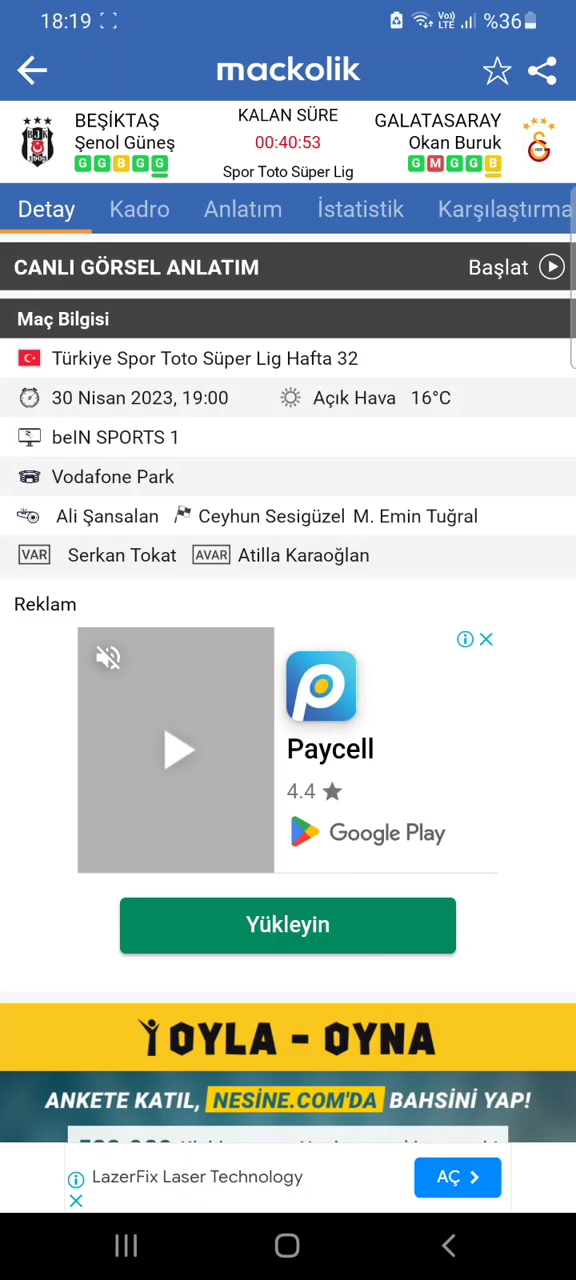 18:19 Vo)) LTE %36
mackolik
BEŞİKTAŞ
Şenol Güneş
G G B G G
KALAN SÜRE
00:40:53
Spor Toto Süper Lig
GALATASARAY
Okan Buruk
G M G G B
Detay Kadro Anlatım İstatistik Karşılaştırma
CANLI GÖRSEL ANLATIM Başlat
Maç Bilgisi
Türkiye Spor Toto Süper Lig Hafta 32
30 Nisan 2023, 19:00 Açık Hava 16°C
beIN SPORTS 1
Vodafone Park
Ali Şansalan Ceyhun Sesigüzel M. Emin Tuğral
VAR Serkan Tokat AVAR Atilla Karaoğlan
Reklam
Paycell
4.4 ★
Google Play
Yükleyin
OYLA - OYNA
ANKETE KATIL, NESİNE.COM'DA BAHSİNİ YAP!
LazerFix Laser Technology
AÇ